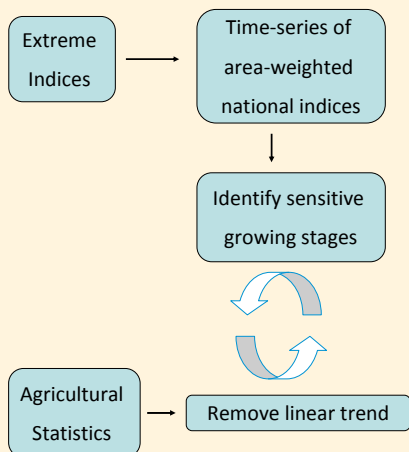 Extreme
Indices
Time-series of
area-weighted
national indices
Identify sensitive
growing stages
Agricultural
Statistics
Remove linear trend